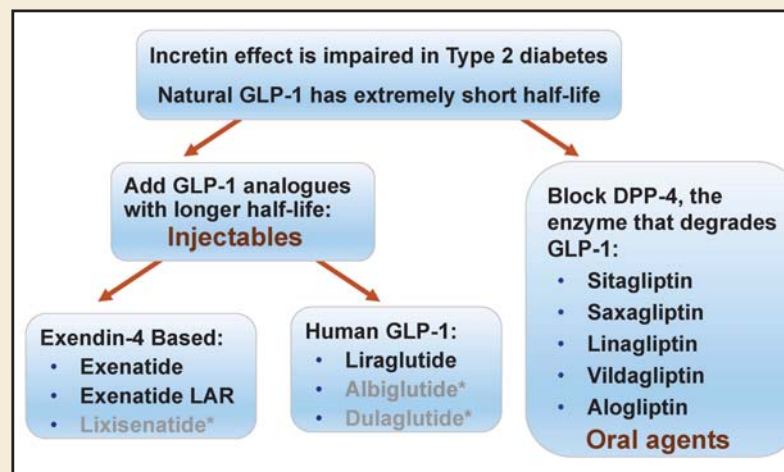 Incretin effect is impaired in Type 2 diabetes
Natural GLP-1 has extremely short half-life
Add GLP-1 analogues
with longer half-life:
Injectables
Exendin-4 Based:
• Exenatide
• Exenatide LAR
• Lixisenatide*
Human GLP-1:
• Liraglutide
• Albiglutide*
• Dulaglutide*
Block DPP-4, the
enzyme that degrades
GLP-1:
• Sitagliptin
• Saxagliptin
• Linagliptin
• Vildagliptin
• Alogliptin
Oral agents